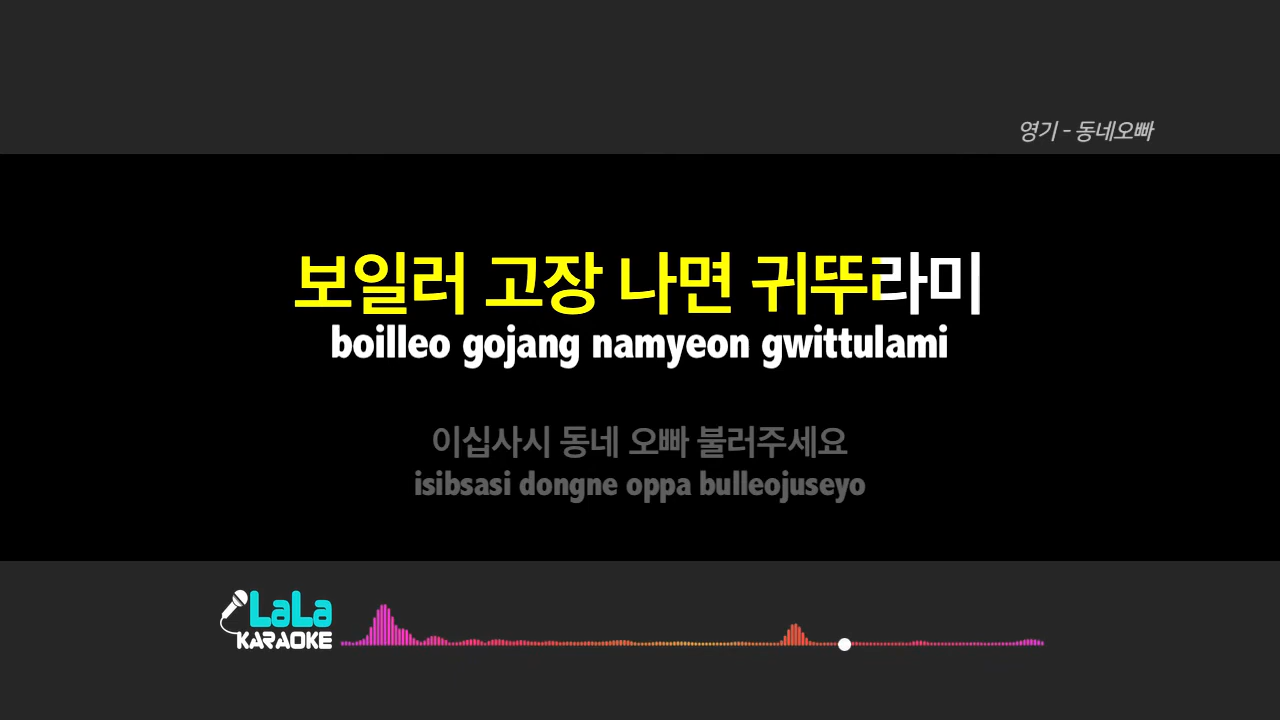 영기 - 동네오빠
보일러 고장 나면 귀뚜라미
boilleo gojang namyeon gwittulami
이십사시 동네 오빠 불러주세요
isibsasi dongne oppa bulleojuseyo
LaLa
KARAOKE